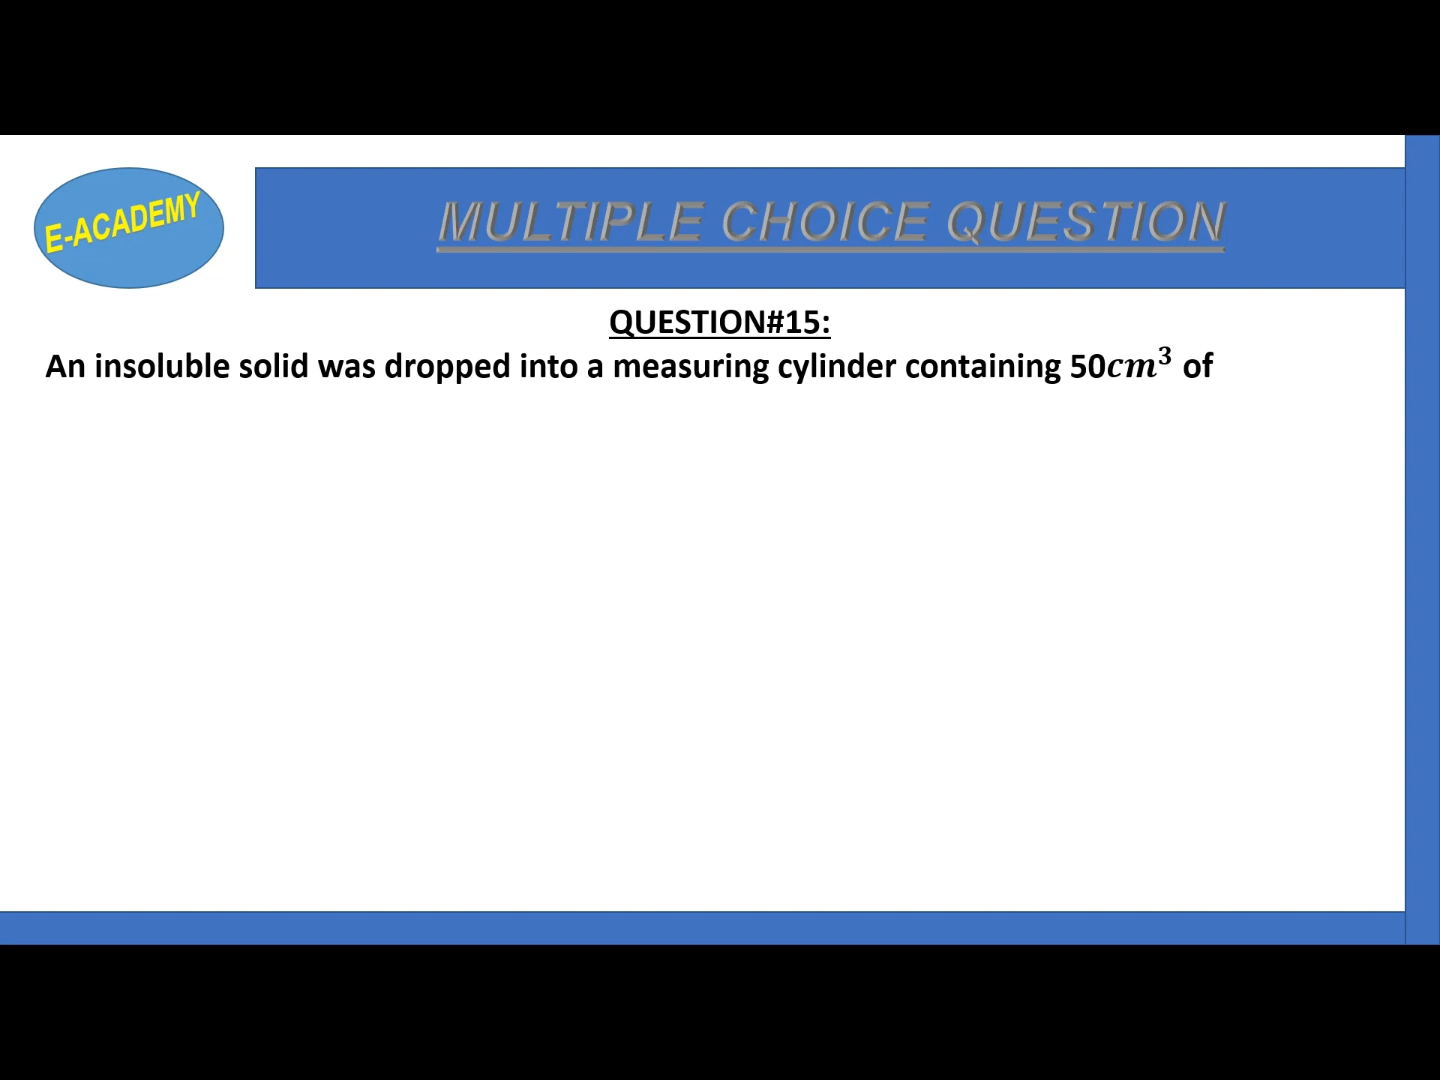 E-ACADEMY
MULTIPLE CHOICE QUESTION
QUESTION#15:
An insoluble solid was dropped into a measuring cylinder containing 50cm³ of